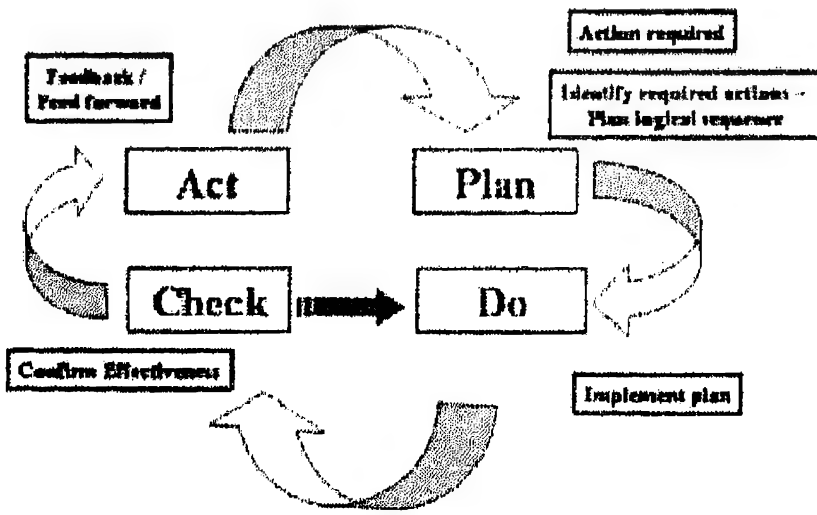 Action required
Feedback /
Feed forward
Identify required actions -
Plan logical sequence
Act
Plan
Check
Do
Confirm Effectiveness
Implement plan